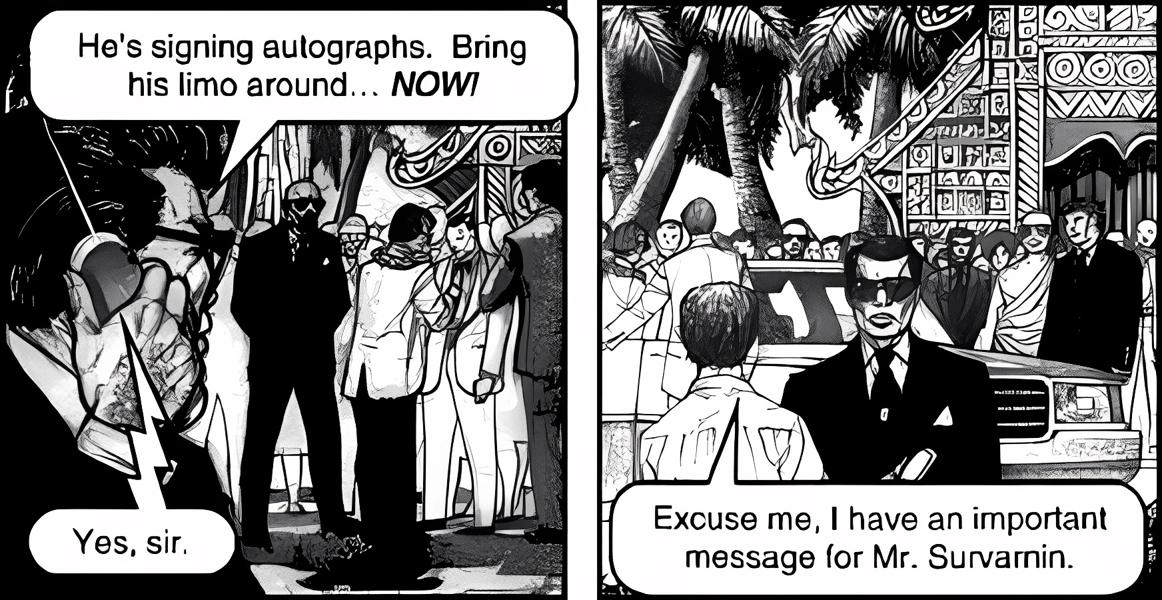 He's signing autographs. Bring
his limo around... NOW!
Yes, sir.
Excuse me, I have an important
message for Mr. Survarnin.